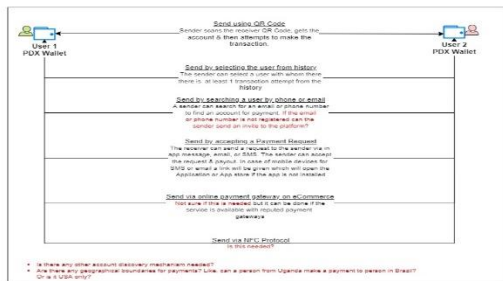 Send using QR Code
Sender scans the receiver QR Code, gets the
account & then attempts to make the
transaction.
User 1
PDX Wallet
User 2
PDX Wallet
Send by selecting the user from history
The sender can select a user with whom there
there is at least 1 transaction attempt from the
history
Send by searching a user by phone or email
A sender can search for an email or phone number
to find an account for payment. If the email
or phone number is not registered can the
sender send an invite to the platform?
Send by accepting a Payment Request
The receiver can send a request to the sender via in
app message, email, or SMS. The sender can accept
the request & payout. In case of mobile devices for
SMS or email a link will be given which will open the
Application or App store if the app is not installed
Send via online payment gateway on eCommerce
Not sure if this is needed but it can be done if the
service is available with reputed payment
gateways
Send via NFC Protocol
Is this needed?
Is there any other account discovery mechanism needed?
Are there any geographical boundaries for payments? Like, can a person from Uganda make a payment to person in Brazil?
Or is it USA only?